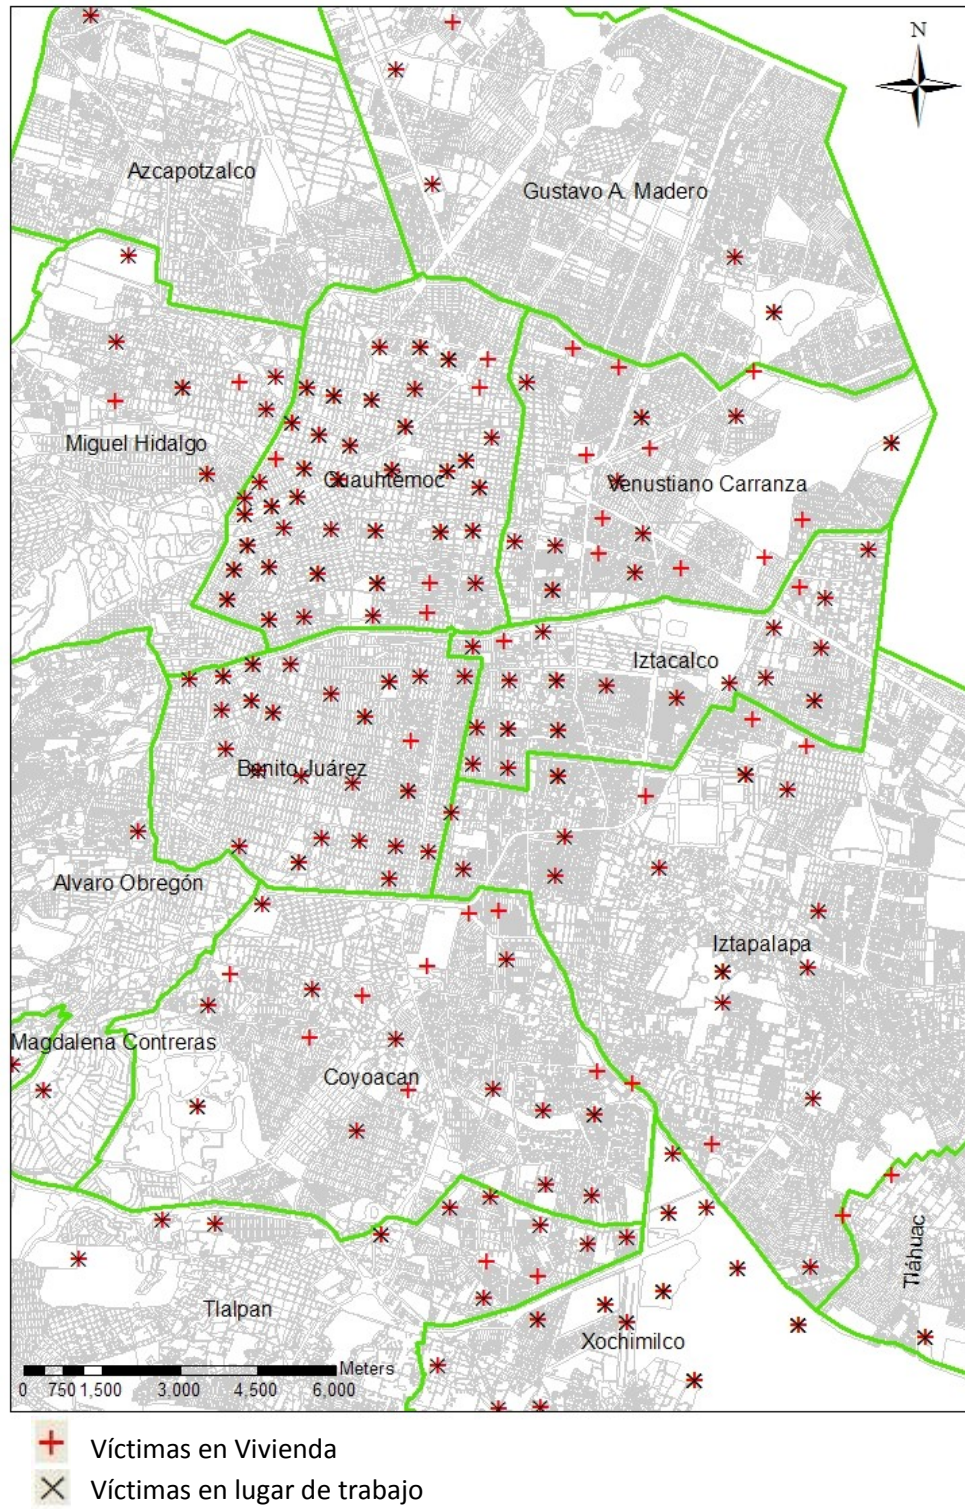 N
Azcapotzalco
Gustavo A. Madero
Miguel Hidalgo
Cuauhtemoc
Venustiano Carranza
Iztacalco
Benito Juárez
Alvaro Obregón
Iztapalapa
Magdalena Contreras
Coyoacan
Tláhuac
Tlalpan
Xochimilco
Meters
0 750 1,500 3,000 4,500 6,000
Víctimas en Vivienda
Víctimas en lugar de trabajo